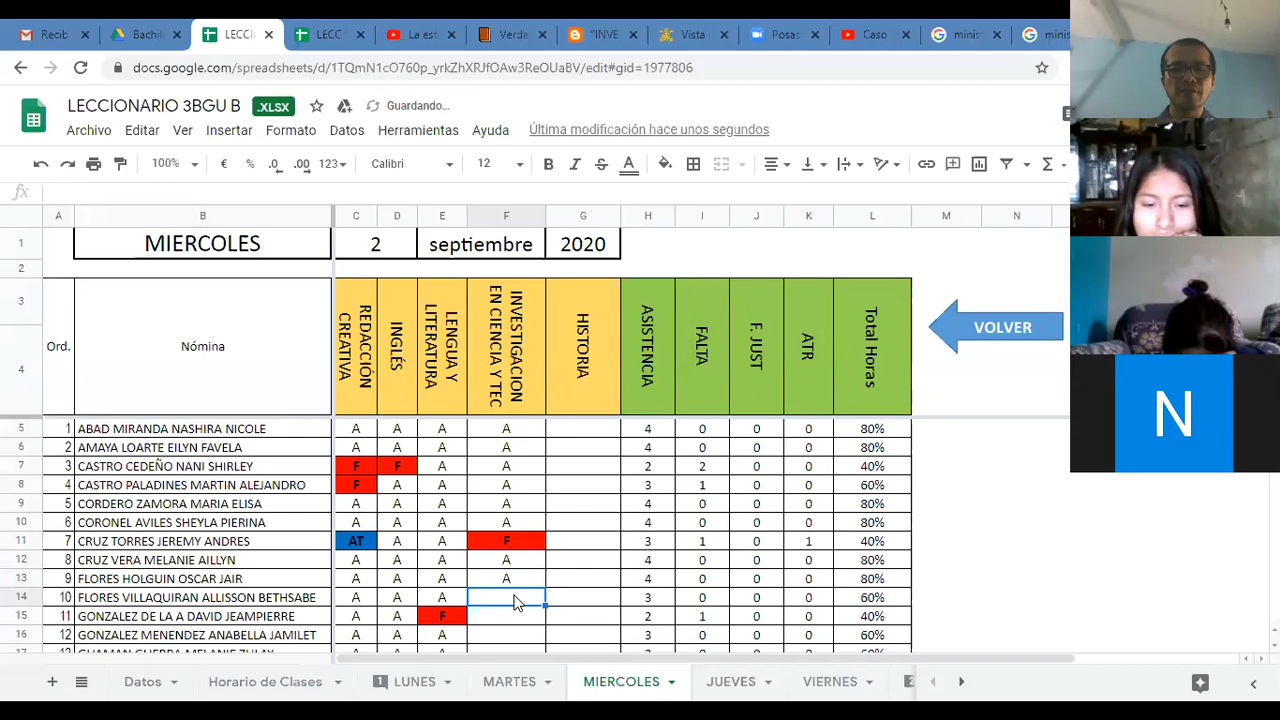 Recib
Bachil
LECCI
LECC
La est
Verda
"INVE
Vista
Posas
Caso
minis
minis
docs.google.com/spreadsheets/d/1TQmN1cO760p_yrkZhXRJfOAw3ReOUaBV/edit#gid=1977806
LECCIONARIO 3BGU B .XLSX Guardando...
Archivo Editar Ver Insertar Formato Datos Herramientas Ayuda Última modificación hace unos segundos
100% € % .0 .00 123 Calibri 12 B I S A Σ
fx
A B C D E F G H I J K L M N
1 MIERCOLES 2 septiembre 2020
2
3
4
Ord. Nómina
REDACCIÓN CREATIVA
INGLÉS
LENGUA Y LITERATURA
INVESTIGACION EN CIENCIA Y TEC
HISTORIA
ASISTENCIA
FALTA
F. JUST
ATR
Total Horas
VOLVER
5 1 ABAD MIRANDA NASHIRA NICOLE A A A A 4 0 0 0 80%
6 2 AMAYA LOARTE EILYN FAVELA A A A A 4 0 0 0 80%
7 3 CASTRO CEDEÑO NANI SHIRLEY F F A A 2 2 0 0 40%
8 4 CASTRO PALADINES MARTIN ALEJANDRO F A A A 3 1 0 0 60%
9 5 CORDERO ZAMORA MARIA ELISA A A A A 4 0 0 0 80%
10 6 CORONEL AVILES SHEYLA PIERINA A A A A 4 0 0 0 80%
11 7 CRUZ TORRES JEREMY ANDRES AT A A F 3 1 0 1 40%
12 8 CRUZ VERA MELANIE AILLYN A A A A 4 0 0 0 80%
13 9 FLORES HOLGUIN OSCAR JAIR A A A A 4 0 0 0 80%
14 10 FLORES VILLAQUIRAN ALLISSON BETHSABE A A A 3 0 0 0 60%
15 11 GONZALEZ DE LA A DAVID JEAMPIERRE A A F 2 1 0 0 40%
16 12 GONZALEZ MENENDEZ ANABELLA JAMILET A A A 3 0 0 0 60%
Datos Horario de Clases 1 LUNES MARTES MIERCOLES JUEVES VIERNES 2
N